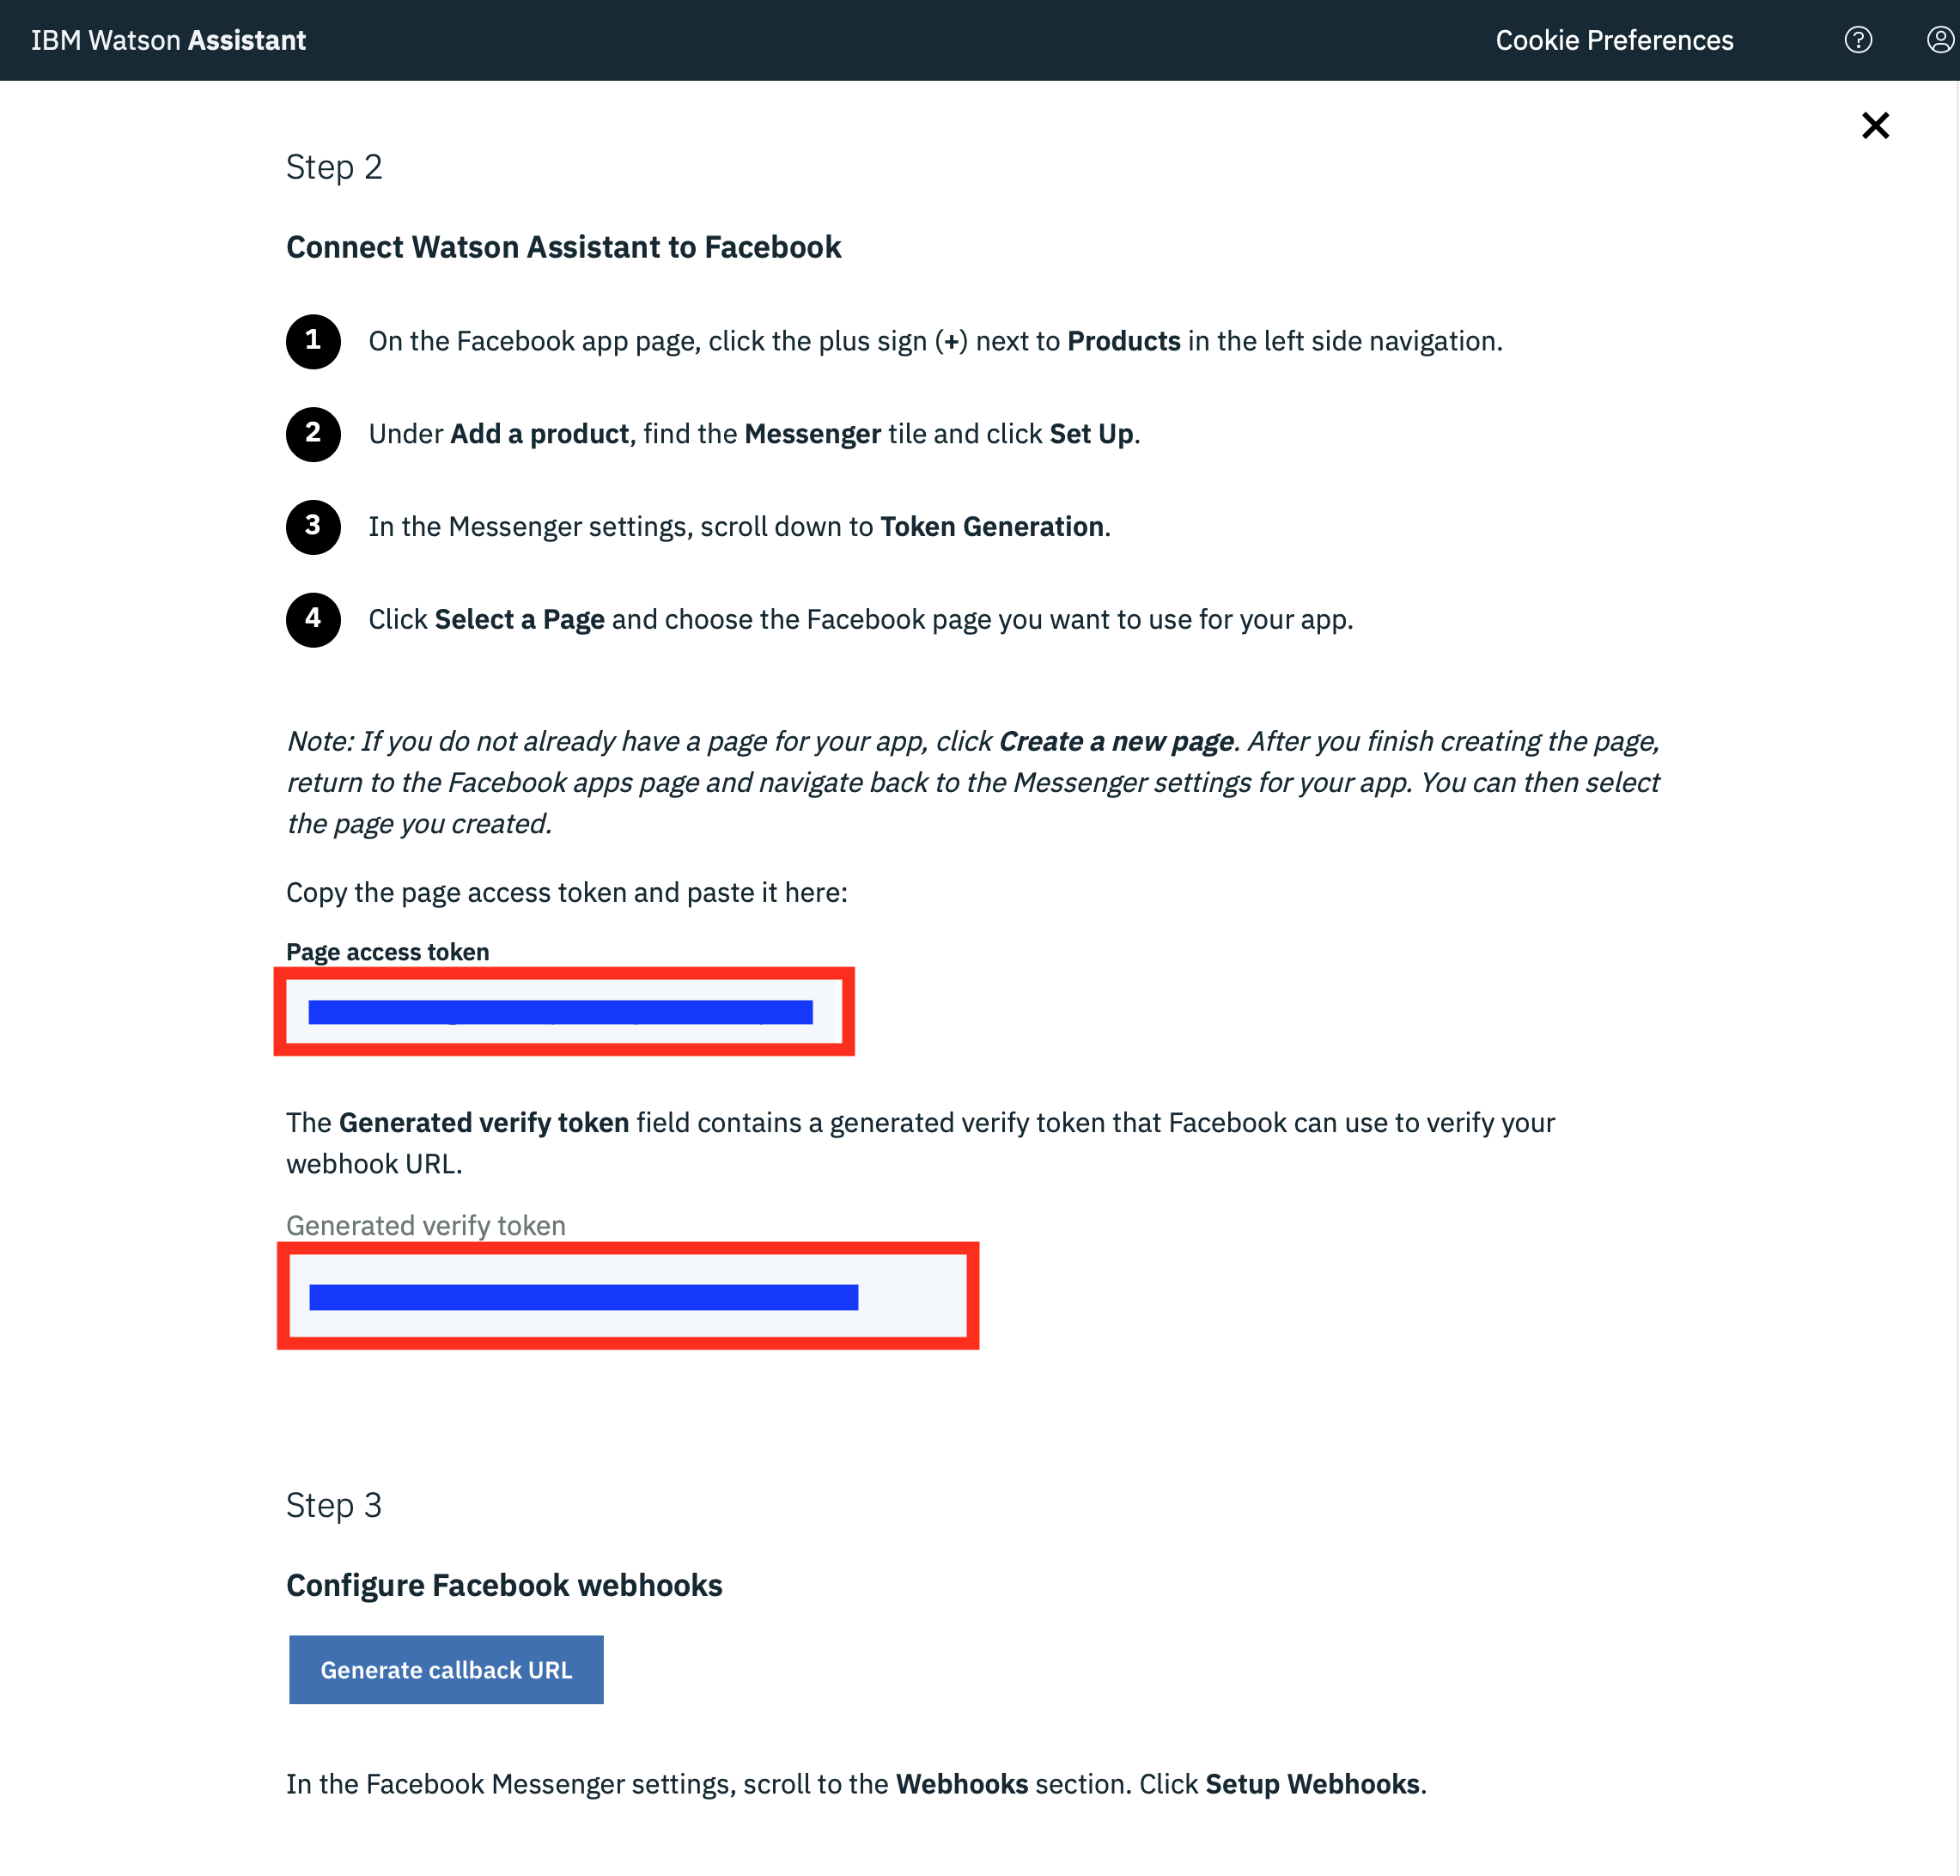 IBM Watson Assistant
Cookie Preferences
Step 2
Connect Watson Assistant to Facebook
1 On the Facebook app page, click the plus sign (+) next to Products in the left side navigation.
2 Under Add a product, find the Messenger tile and click Set Up.
3 In the Messenger settings, scroll down to Token Generation.
4 Click Select a Page and choose the Facebook page you want to use for your app.
Note: If you do not already have a page for your app, click Create a new page. After you finish creating the page,
return to the Facebook apps page and navigate back to the Messenger settings for your app. You can then select
the page you created.
Copy the page access token and paste it here:
Page access token
The Generated verify token field contains a generated verify token that Facebook can use to verify your
webhook URL.
Generated verify token
Step 3
Configure Facebook webhooks
Generate callback URL
In the Facebook Messenger settings, scroll to the Webhooks section. Click Setup Webhooks.